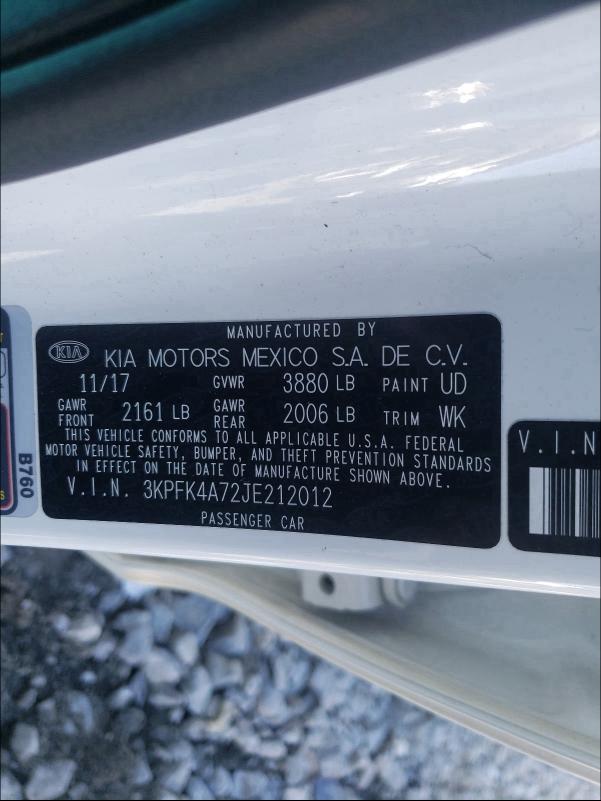 MANUFACTURED BY
KIA KIA MOTORS MEXICO S.A. DE C.V.
11/17 GVWR 3880 LB PAINT UD
GAWR FRONT 2161 LB GAWR REAR 2006 LB TRIM WK
THIS VEHICLE CONFORMS TO ALL APPLICABLE U.S.A. FEDERAL
MOTOR VEHICLE SAFETY, BUMPER, AND THEFT PREVENTION STANDARDS
IN EFFECT ON THE DATE OF MANUFACTURE SHOWN ABOVE.
V.I.N. 3KPFK4A72JE212012
PASSENGER CAR
B760
V.I.N